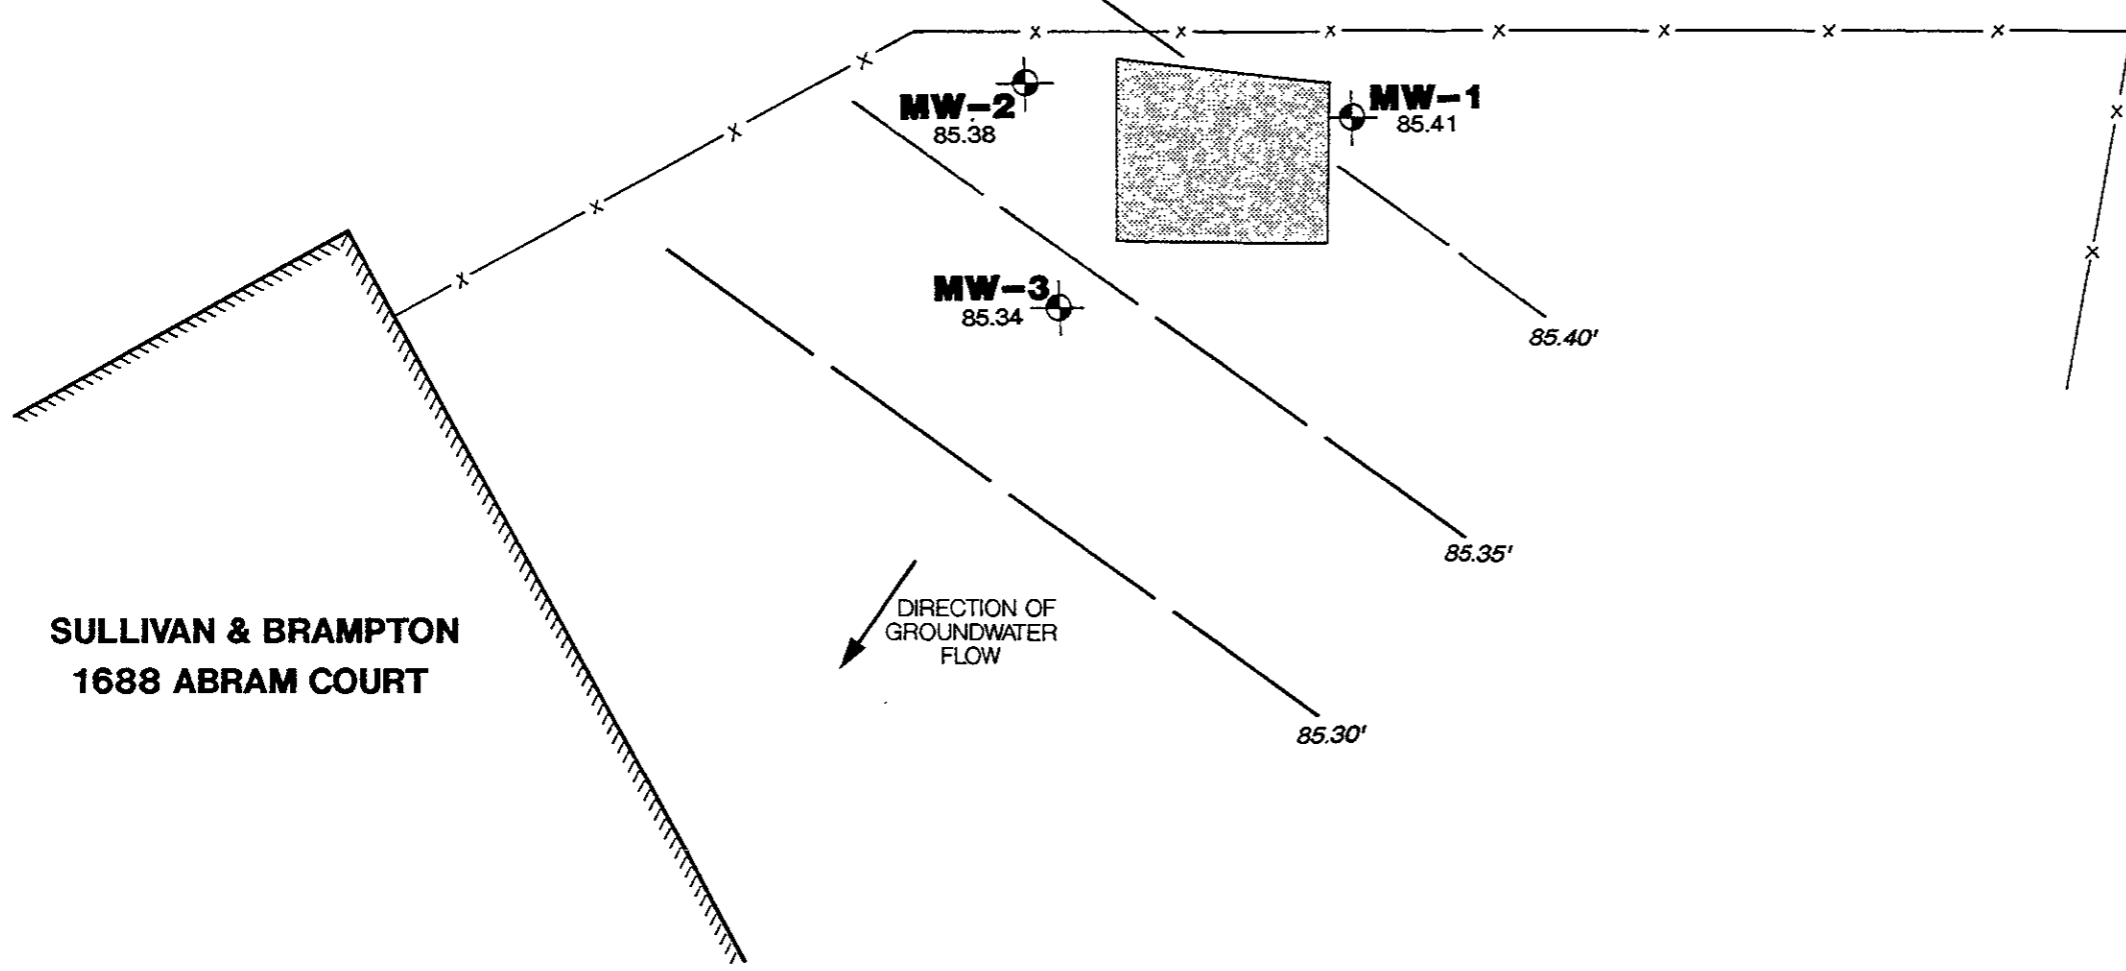 MW-2
85.38
MW-1
85.41
MW-3
85.34
85.40'
85.35'
85.30'
DIRECTION OF
GROUNDWATER
FLOW
SULLIVAN & BRAMPTON
1688 ABRAM COURT